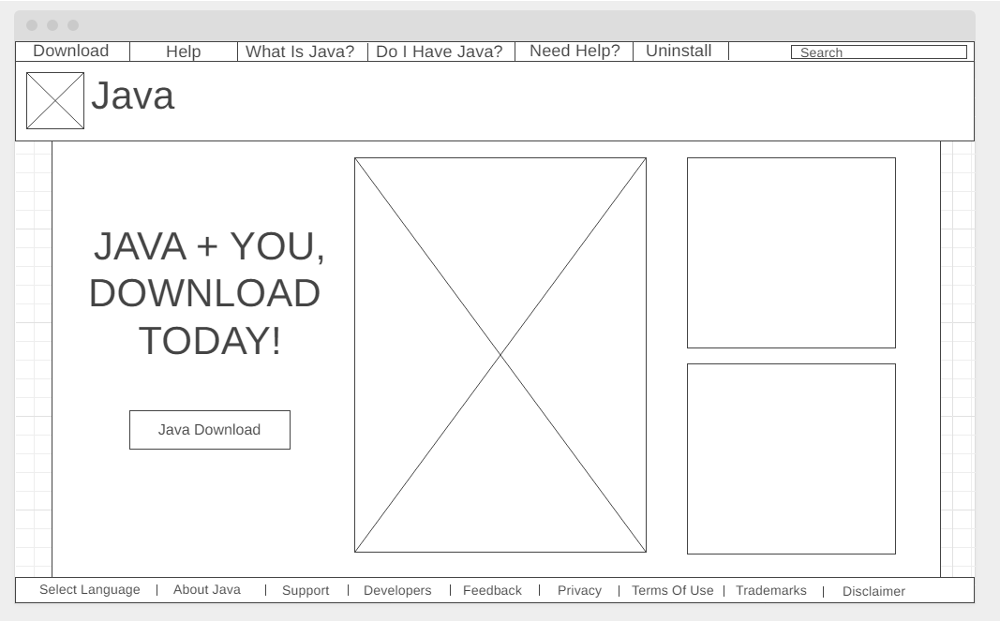 Download Help What Is Java? Do I Have Java? Need Help? Uninstall Search
Java
JAVA + YOU,
DOWNLOAD
TODAY!
Java Download
Select Language | About Java | Support | Developers | Feedback | Privacy | Terms Of Use | Trademarks | Disclaimer